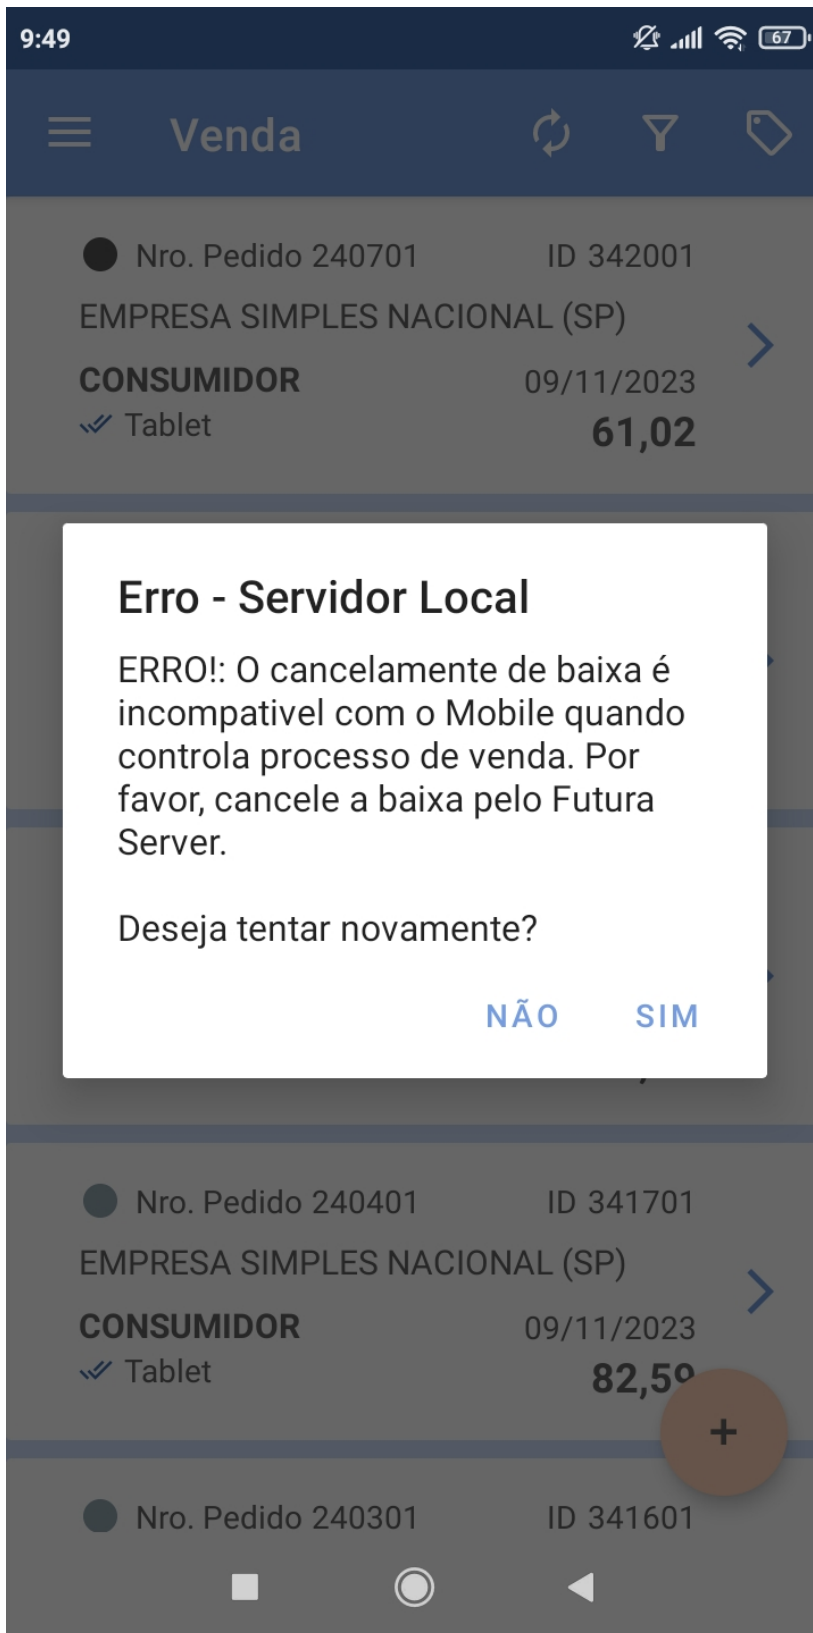 9:49
67
Venda
Nro. Pedido 240701 ID 342001
EMPRESA SIMPLES NACIONAL (SP)
CONSUMIDOR 09/11/2023
Tablet 61,02
Erro - Servidor Local
ERRO!: O cancelamente de baixa é
incompativel com o Mobile quando
controla processo de venda. Por
favor, cancele a baixa pelo Futura
Server.
Deseja tentar novamente?
NÃO SIM
Nro. Pedido 240401 ID 341701
EMPRESA SIMPLES NACIONAL (SP)
CONSUMIDOR 09/11/2023
Tablet 82,59
+
Nro. Pedido 240301 ID 341601